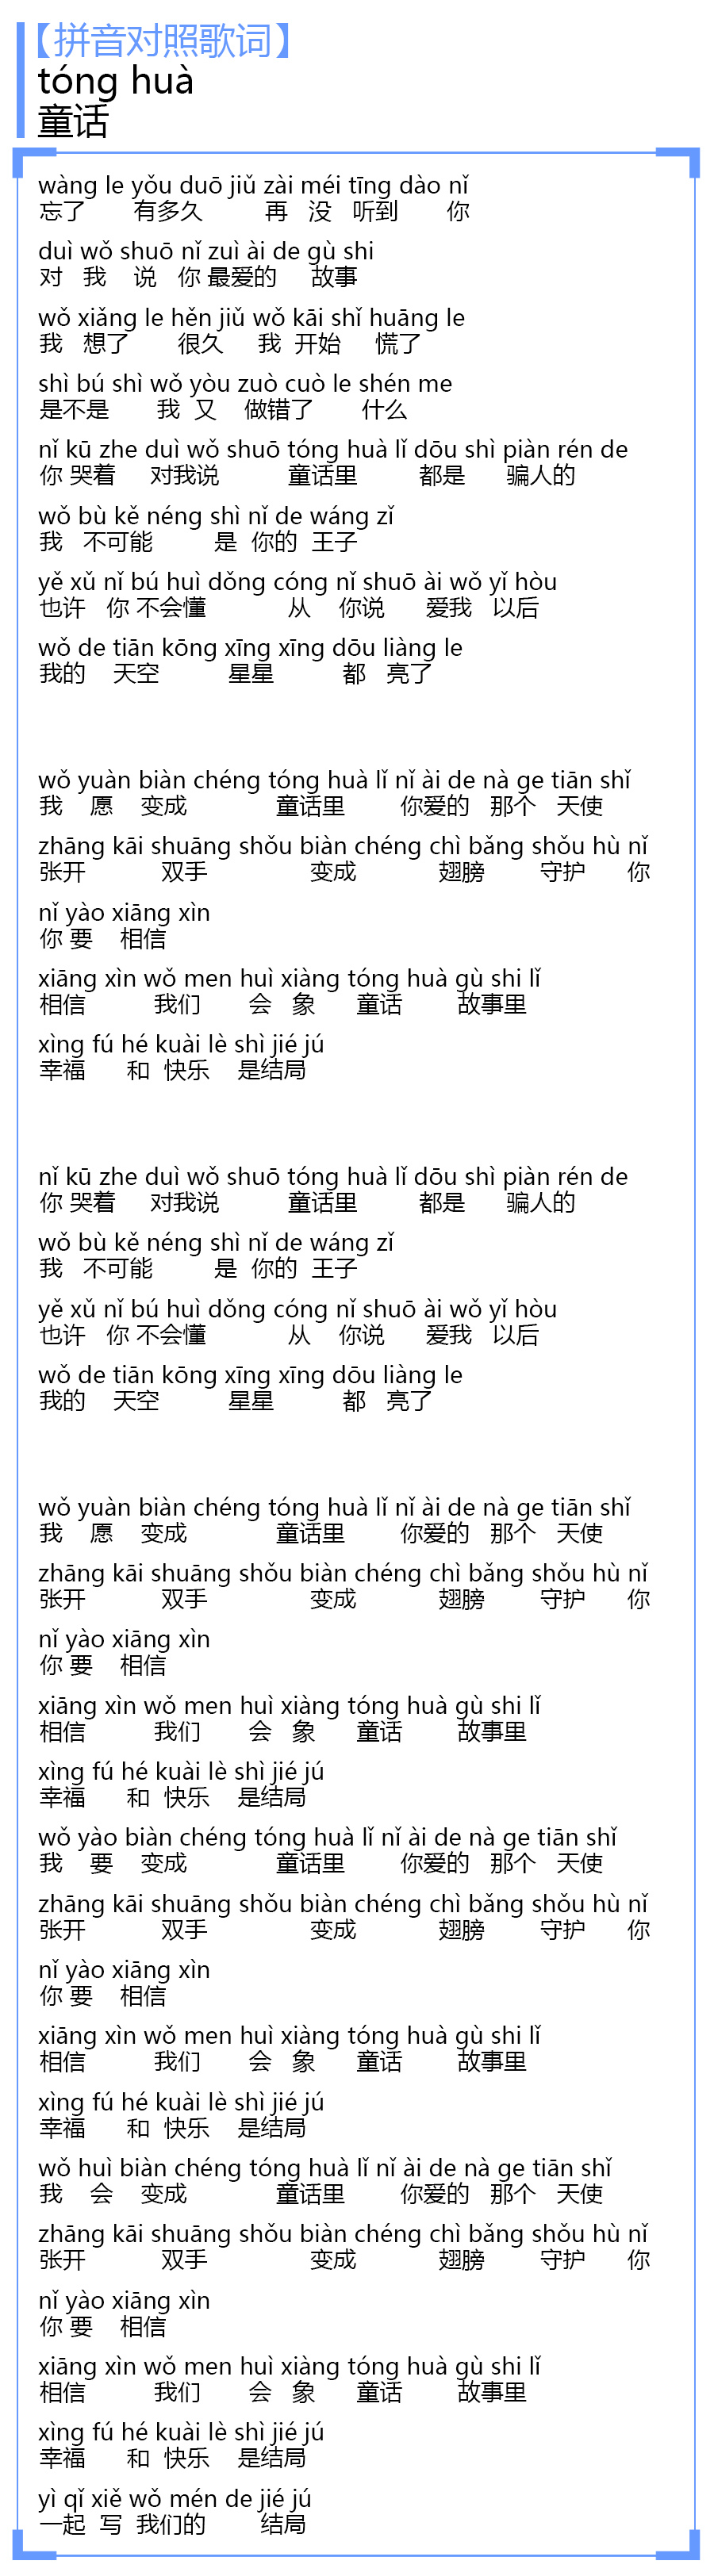 【拼音对照歌词】
tóng huà
童话
wàng le yǒu duō jiǔ zài méi tīng dào nǐ
忘了 有多久 再 没 听到 你
duì wǒ shuō nǐ zuì ài de gù shi
对 我 说 你 最爱的 故事
wǒ xiǎng le hěn jiǔ wǒ kāi shǐ huāng le
我 想了 很久 我 开始 慌了
shì bú shì wǒ yòu zuò cuò le shén me
是不是 我 又 做错了 什么
nǐ kū zhe duì wǒ shuō tóng huà lǐ dōu shì piàn rén de
你 哭着 对我说 童话里 都是 骗人的
wǒ bù kě néng shì nǐ de wáng zǐ
我 不可能 是 你的 王子
yě xǔ nǐ bú huì dǒng cóng nǐ shuō ài wǒ yǐ hòu
也许 你 不会懂 从 你说 爱我 以后
wǒ de tiān kōng xīng xīng dōu liàng le
我的 天空 星星 都 亮了
wǒ yuàn biàn chéng tóng huà lǐ nǐ ài de nà ge tiān shǐ
我 愿 变成 童话里 你爱的 那个 天使
zhāng kāi shuāng shǒu biàn chéng chì bǎng shǒu hù nǐ
张开 双手 变成 翅膀 守护 你
nǐ yào xiāng xìn
你 要 相信
xiāng xìn wǒ men huì xiàng tóng huà gù shi lǐ
相信 我们 会 象 童话 故事里
xìng fú hé kuài lè shì jié jú
幸福 和 快乐 是结局
nǐ kū zhe duì wǒ shuō tóng huà lǐ dōu shì piàn rén de
你 哭着 对我说 童话里 都是 骗人的
wǒ bù kě néng shì nǐ de wáng zǐ
我 不可能 是 你的 王子
yě xǔ nǐ bú huì dǒng cóng nǐ shuō ài wǒ yǐ hòu
也许 你 不会懂 从 你说 爱我 以后
wǒ de tiān kōng xīng xīng dōu liàng le
我的 天空 星星 都 亮了
wǒ yuàn biàn chéng tóng huà lǐ nǐ ài de nà ge tiān shǐ
我 愿 变成 童话里 你爱的 那个 天使
zhāng kāi shuāng shǒu biàn chéng chì bǎng shǒu hù nǐ
张开 双手 变成 翅膀 守护 你
nǐ yào xiāng xìn
你 要 相信
xiāng xìn wǒ men huì xiàng tóng huà gù shi lǐ
相信 我们 会 象 童话 故事里
xìng fú hé kuài lè shì jié jú
幸福 和 快乐 是结局
wǒ yào biàn chéng tóng huà lǐ nǐ ài de nà ge tiān shǐ
我 要 变成 童话里 你爱的 那个 天使
zhāng kāi shuāng shǒu biàn chéng chì bǎng shǒu hù nǐ
张开 双手 变成 翅膀 守护 你
nǐ yào xiāng xìn
你 要 相信
xiāng xìn wǒ men huì xiàng tóng huà gù shi lǐ
相信 我们 会 象 童话 故事里
xìng fú hé kuài lè shì jié jú
幸福 和 快乐 是结局
wǒ huì biàn chéng tóng huà lǐ nǐ ài de nà ge tiān shǐ
我 会 变成 童话里 你爱的 那个 天使
zhāng kāi shuāng shǒu biàn chéng chì bǎng shǒu hù nǐ
张开 双手 变成 翅膀 守护 你
nǐ yào xiāng xìn
你 要 相信
xiāng xìn wǒ men huì xiàng tóng huà gù shi lǐ
相信 我们 会 象 童话 故事里
xìng fú hé kuài lè shì jié jú
幸福 和 快乐 是结局
yì qǐ xiě wǒ mén de jié jú
一起 写 我们的 结局